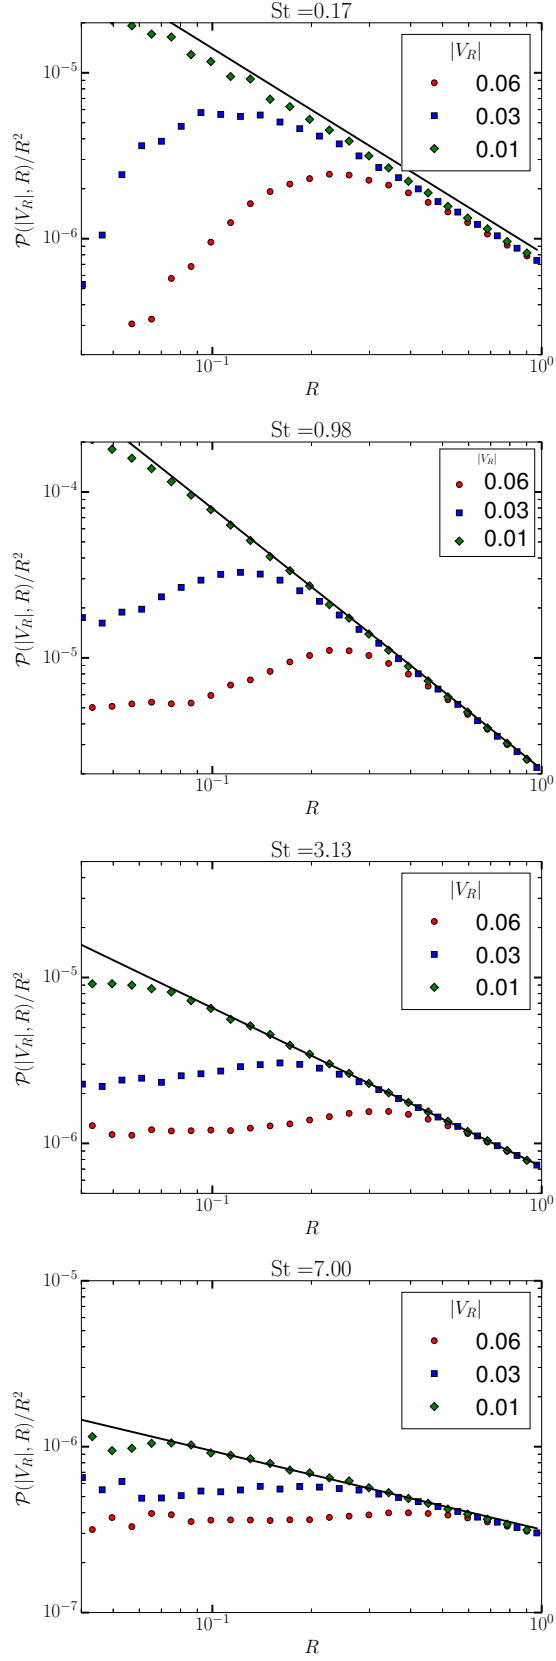 St =0.17
|V_R|
0.06
0.03
0.01
10^{-5}
10^{-6}
P(|V_R|, R)/R^2
10^{-1}
10^0
R
St =0.98
|V_R|
0.06
0.03
0.01
10^{-4}
10^{-5}
P(|V_R|, R)/R^2
10^{-1}
10^0
R
St =3.13
|V_R|
0.06
0.03
0.01
10^{-5}
10^{-6}
P(|V_R|, R)/R^2
10^{-1}
10^0
R
St =7.00
|V_R|
0.06
0.03
0.01
10^{-5}
10^{-6}
10^{-7}
P(|V_R|, R)/R^2
10^{-1}
10^0
R